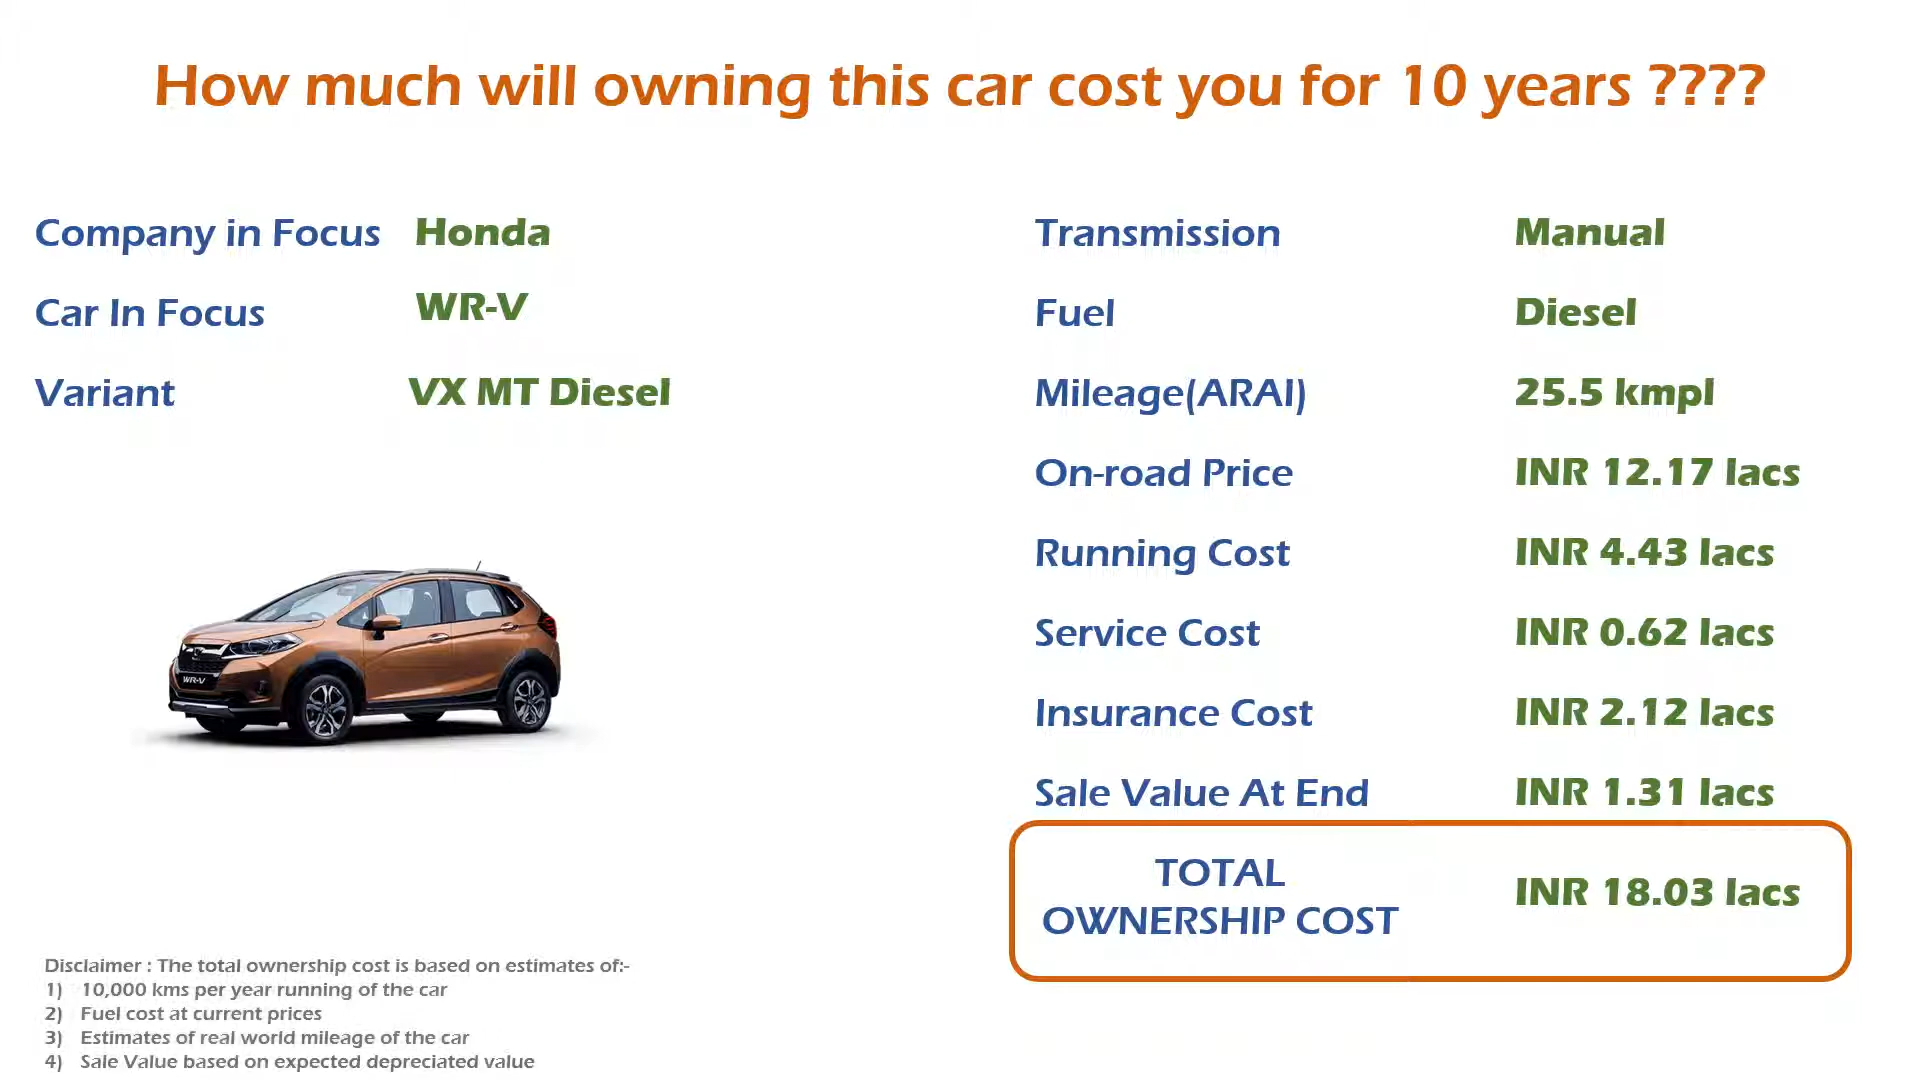 How much will owning this car cost you for 10 years ????
Company in Focus Honda
Car In Focus WR-V
Variant VX MT Diesel
WR-V
Transmission Manual
Fuel Diesel
Mileage(ARAI) 25.5 kmpl
On-road Price INR 12.17 lacs
Running Cost INR 4.43 lacs
Service Cost INR 0.62 lacs
Insurance Cost INR 2.12 lacs
Sale Value At End INR 1.31 lacs
TOTAL
OWNERSHIP COST INR 18.03 lacs
Disclaimer : The total ownership cost is based on estimates of:-
1) 10,000 kms per year running of the car
2) Fuel cost at current prices
3) Estimates of real world mileage of the car
4) Sale Value based on expected depreciated value